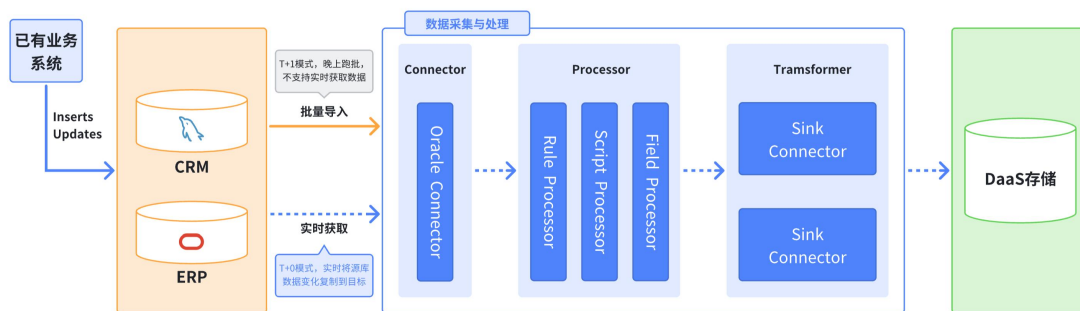 已有业务
系统
Inserts
Updates
CRM
ERP
T+1模式，晚上跑批，
不支持实时获取数据
批量导入
实时获取
T+0模式，实时将源库
数据变化复制到目标
数据采集与处理
Connector
Oracle Connector
Processor
Rule Processor
Script Processor
Field Processor
Tramsformer
Sink
Connector
Sink
Connector
DaaS存储